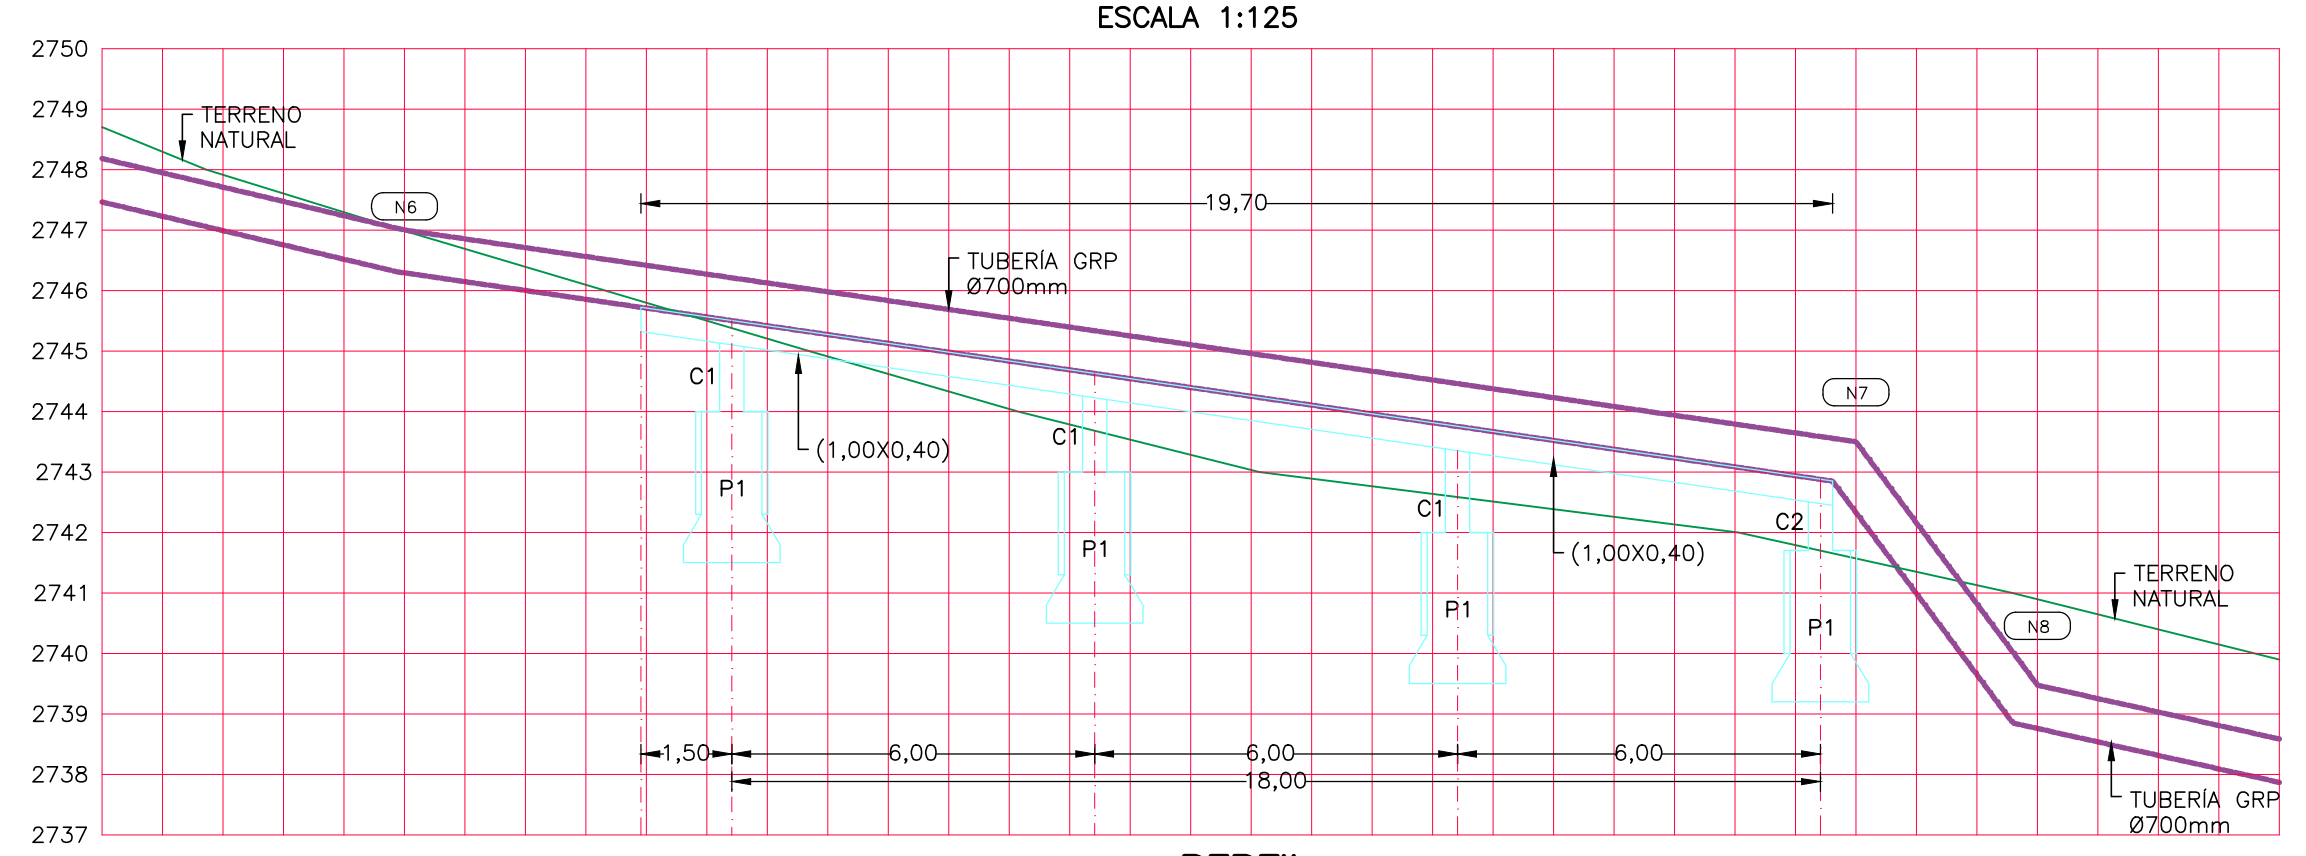 ESCALA 1:125
2750
2749
TERRENO
NATURAL
2748
N6
19,70
2747
TUBERÍA GRP
Ø700mm
2746
2745
C1
N7
2744
C1
(1,00X0,40)
2743
P1
C1
C2
2742
P1
(1,00X0,40)
2741
TERRENO
NATURAL
P1
P1
N8
2740
2739
1,50
6,00
6,00
6,00
2738
18,00
TUBERÍA GRP
Ø700mm
2737